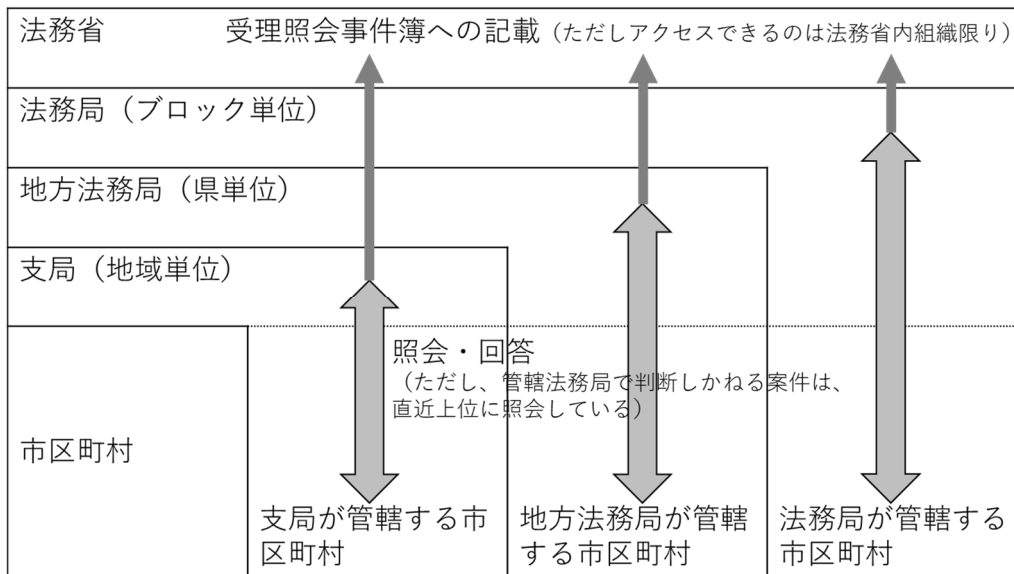 法務省　受理照会事件簿への記載（ただしアクセスできるのは法務省内組織限り）
法務局（ブロック単位）
地方法務局（県単位）
支局（地域単位）
照会・回答
（ただし、管轄法務局で判断しかねる案件は、
直近上位に照会している）
市区町村
支局が管轄する市
区町村
地方法務局が管轄
する市区町村
法務局が管轄する
市区町村